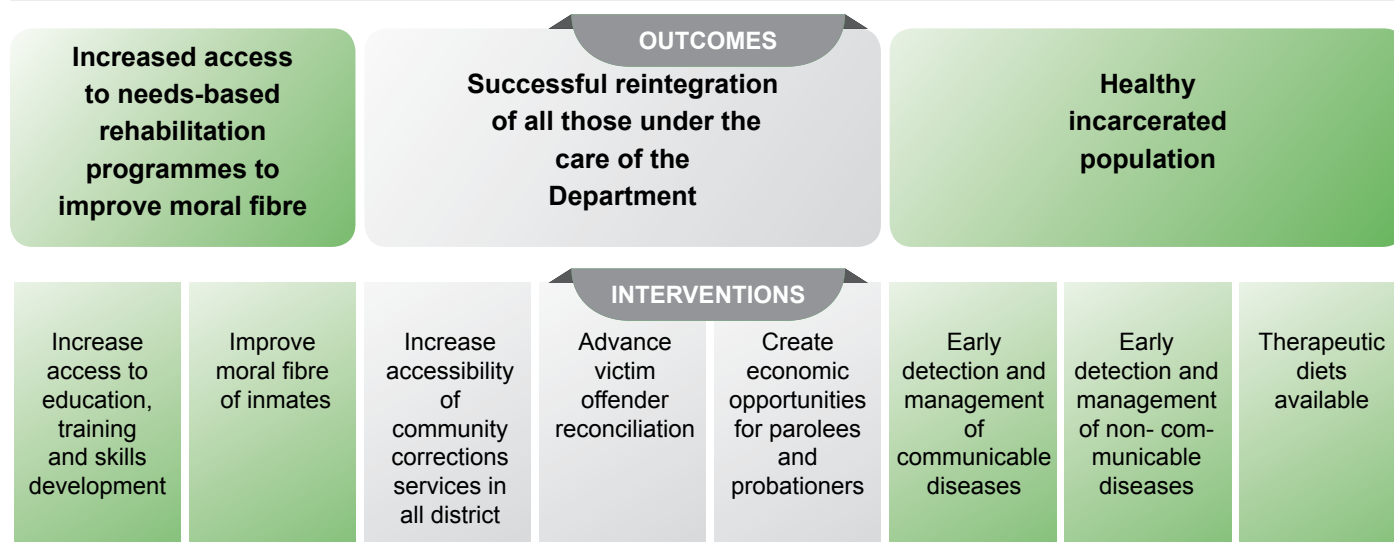 OUTCOMES
Increased access
to needs-based
rehabilitation
programmes to
improve moral fibre
Successful reintegration
of all those under the
care of the
Department
Healthy
incarcerated
population
INTERVENTIONS
Increase
access to
education,
training
and skills
development
Improve
moral fibre
of inmates
Increase
accessibility
of
community
corrections
services in
all district
Advance
victim
offender
reconciliation
Create
economic
opportunities
for parolees
and
probationers
Early
detection and
management
of
communicable
diseases
Early
detection and
management
of non- com-
municable
diseases
Therapeutic
diets
available